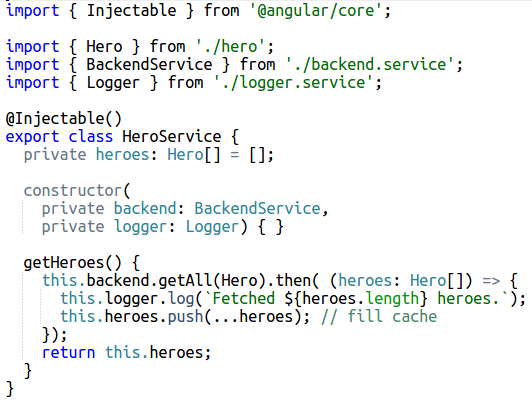 import { Injectable } from '@angular/core';

import { Hero } from './hero';
import { BackendService } from './backend.service';
import { Logger } from './logger.service';

@Injectable()
export class HeroService {
  private heroes: Hero[] = [];

  constructor(
    private backend: BackendService,
    private logger: Logger) { }

  getHeroes() {
    this.backend.getAll(Hero).then( (heroes: Hero[]) => {
      this.logger.log(`Fetched ${heroes.length} heroes.`);
      this.heroes.push(...heroes); // fill cache
    });
    return this.heroes;
  }
}